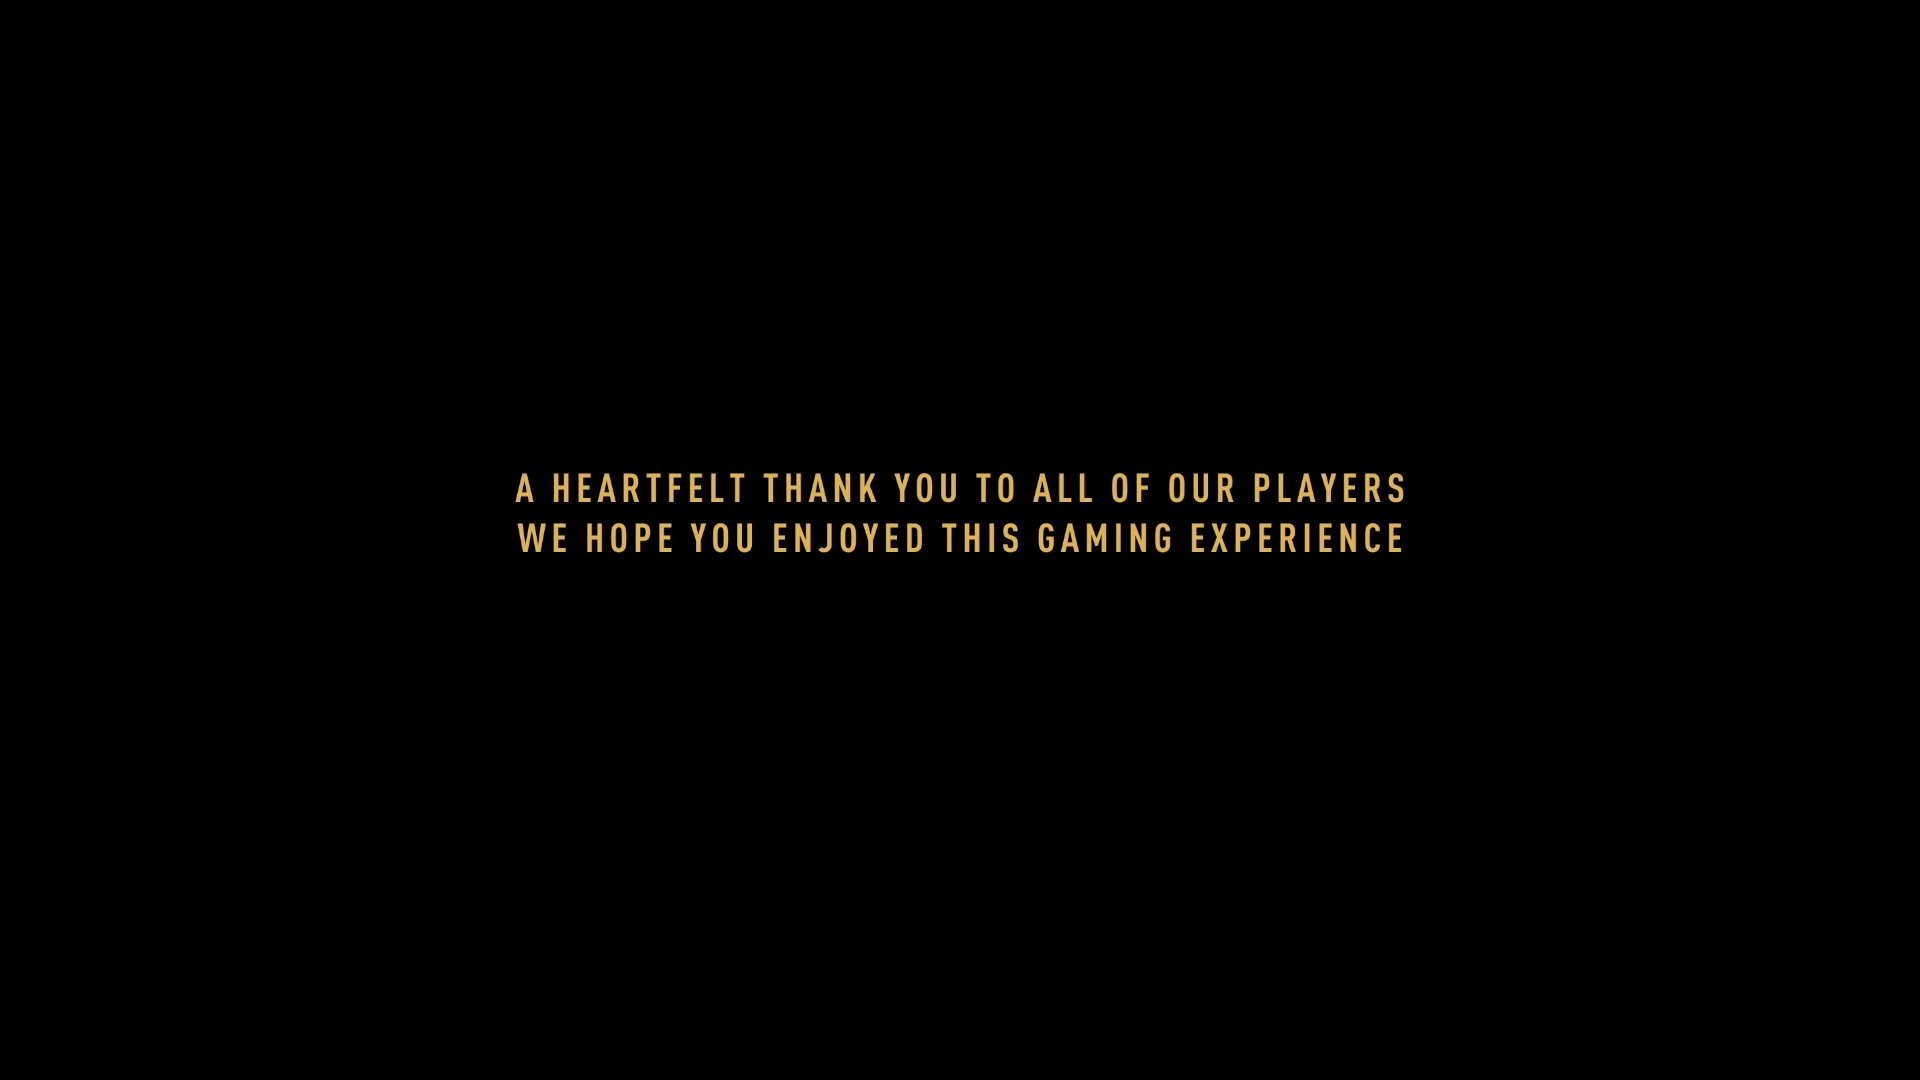 A HEARTFELT THANK YOU TO ALL OF OUR PLAYERS
WE HOPE YOU ENJOYED THIS GAMING EXPERIENCE